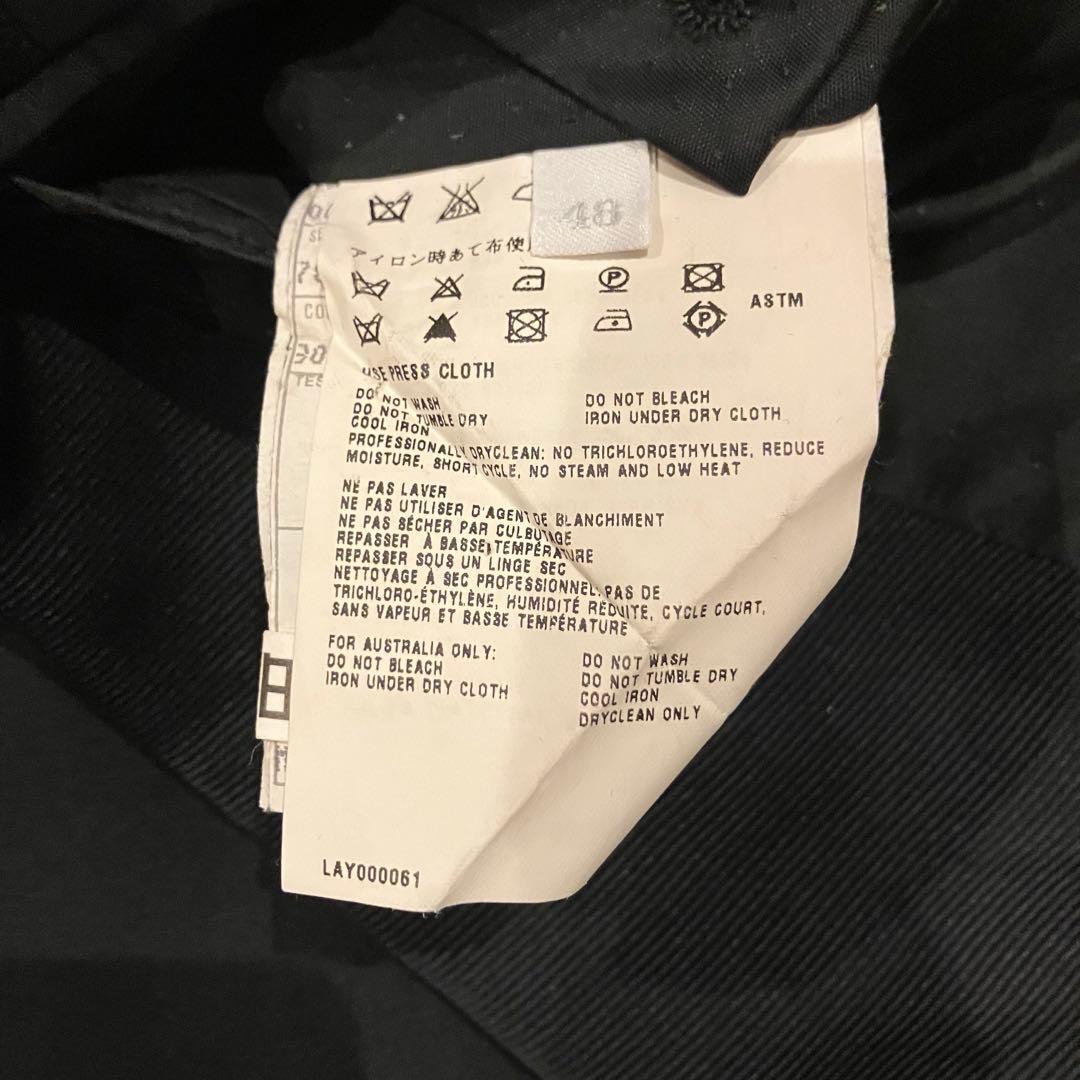 48
アイロン時あて布使
ASTM
USE PRESS CLOTH
DO NOT WASH
DO NOT BLEACH
DO NOT TUMBLE DRY
IRON UNDER DRY CLOTH
COOL IRON
PROFESSIONALLY DRYCLEAN: NO TRICHLOROETHYLENE, REDUCE
MOISTURE, SHORT CYCLE, NO STEAM AND LOW HEAT
NE PAS LAVER
NE PAS UTILISER D'AGENT DE BLANCHIMENT
NE PAS SÉCHER PAR CULBUTAGE
REPASSER À BASSE TEMPÉRATURE
REPASSER SOUS UN LINGE SEC
NETTOYAGE À SEC PROFESSIONNEL: PAS DE
TRICHLORO-ÉTHYLÈNE, HUMIDITÉ RÉDUITE, CYCLE COURT,
SANS VAPEUR ET BASSE TEMPÉRATURE
FOR AUSTRALIA ONLY:
DO NOT BLEACH
IRON UNDER DRY CLOTH
DO NOT WASH
DO NOT TUMBLE DRY
COOL IRON
DRYCLEAN ONLY
LAY000061